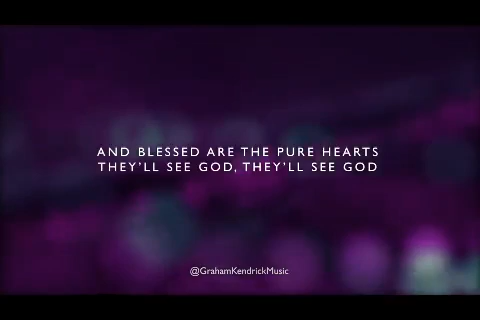 AND BLESSED ARE THE PURE HEARTS
THEY'LL SEE GOD, THEY'LL SEE GOD
@GrahamKendrickMusic